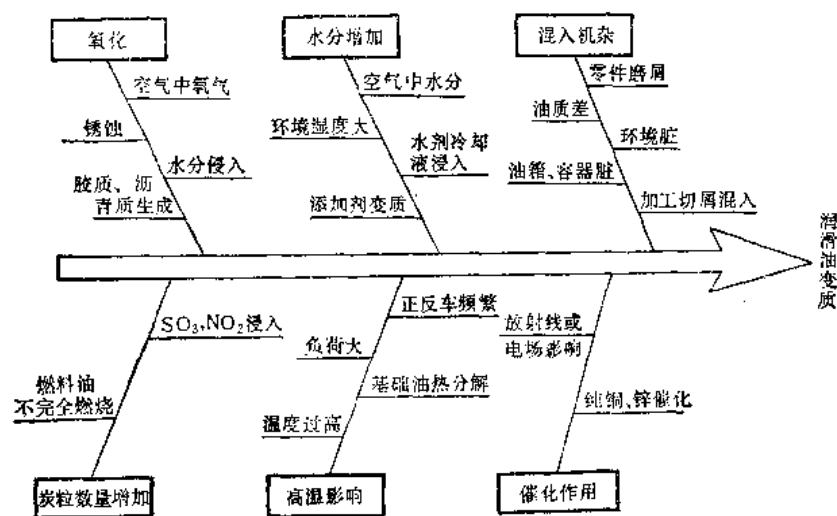 氧化
水分增加
混入机杂
空气中氧气
锈蚀
水分侵入
胶质、沥
青质生成
空气中水分
环境湿度大
水剂冷却
液浸入
添加剂变质
零件磨屑
油质差
环境脏
油箱、容器脏
加工切屑混入
润滑油变质
SO₃,NO₂浸入
燃料油
不完全燃烧
正反车频繁
负荷大
基础油热分解
温度过高
放射线或
电场影响
纯铜、锌催化
炭粒数量增加
高温影响
催化作用